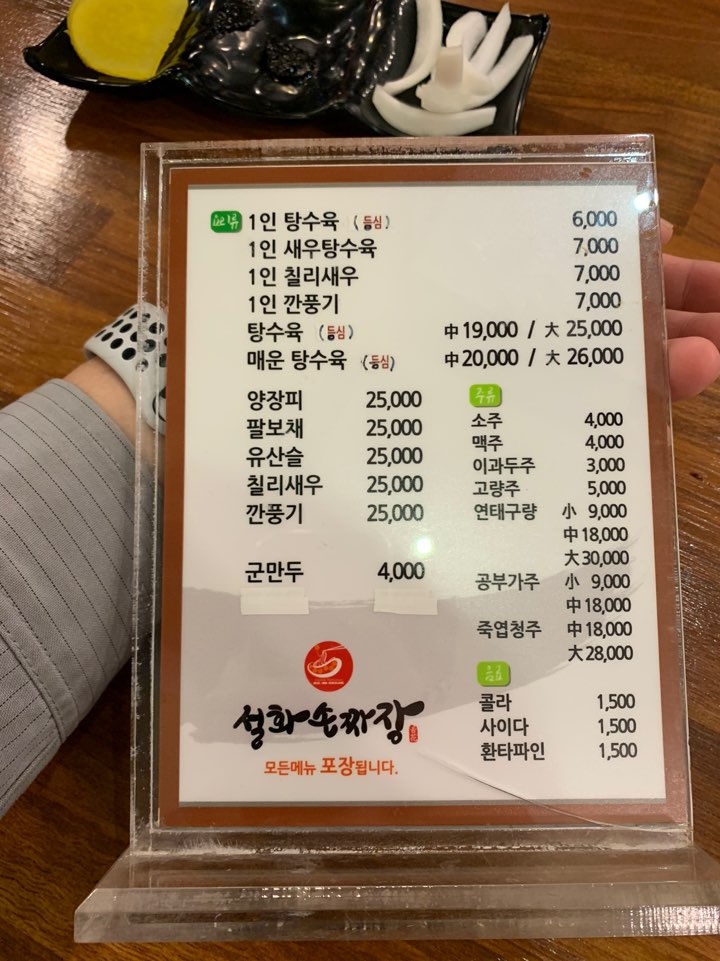 요리류
1인 탕수육 (등심) 6,000
1인 새우탕수육 7,000
1인 칠리새우 7,000
1인 깐풍기 7,000
탕수육 (등심) 中 19,000 / 大 25,000
매운 탕수육 (등심) 中 20,000 / 大 26,000
양장피 25,000
팔보채 25,000
유산슬 25,000
칠리새우 25,000
깐풍기 25,000
군만두 4,000
주류
소주 4,000
맥주 4,000
이과두주 3,000
고량주 5,000
연태구량 小 9,000
中 18,000
大 30,000
공부가주 小 9,000
中 18,000
죽엽청주 中 18,000
大 28,000
음료
콜라 1,500
사이다 1,500
환타파인 1,500
설화손짜장
모든메뉴 포장됩니다.